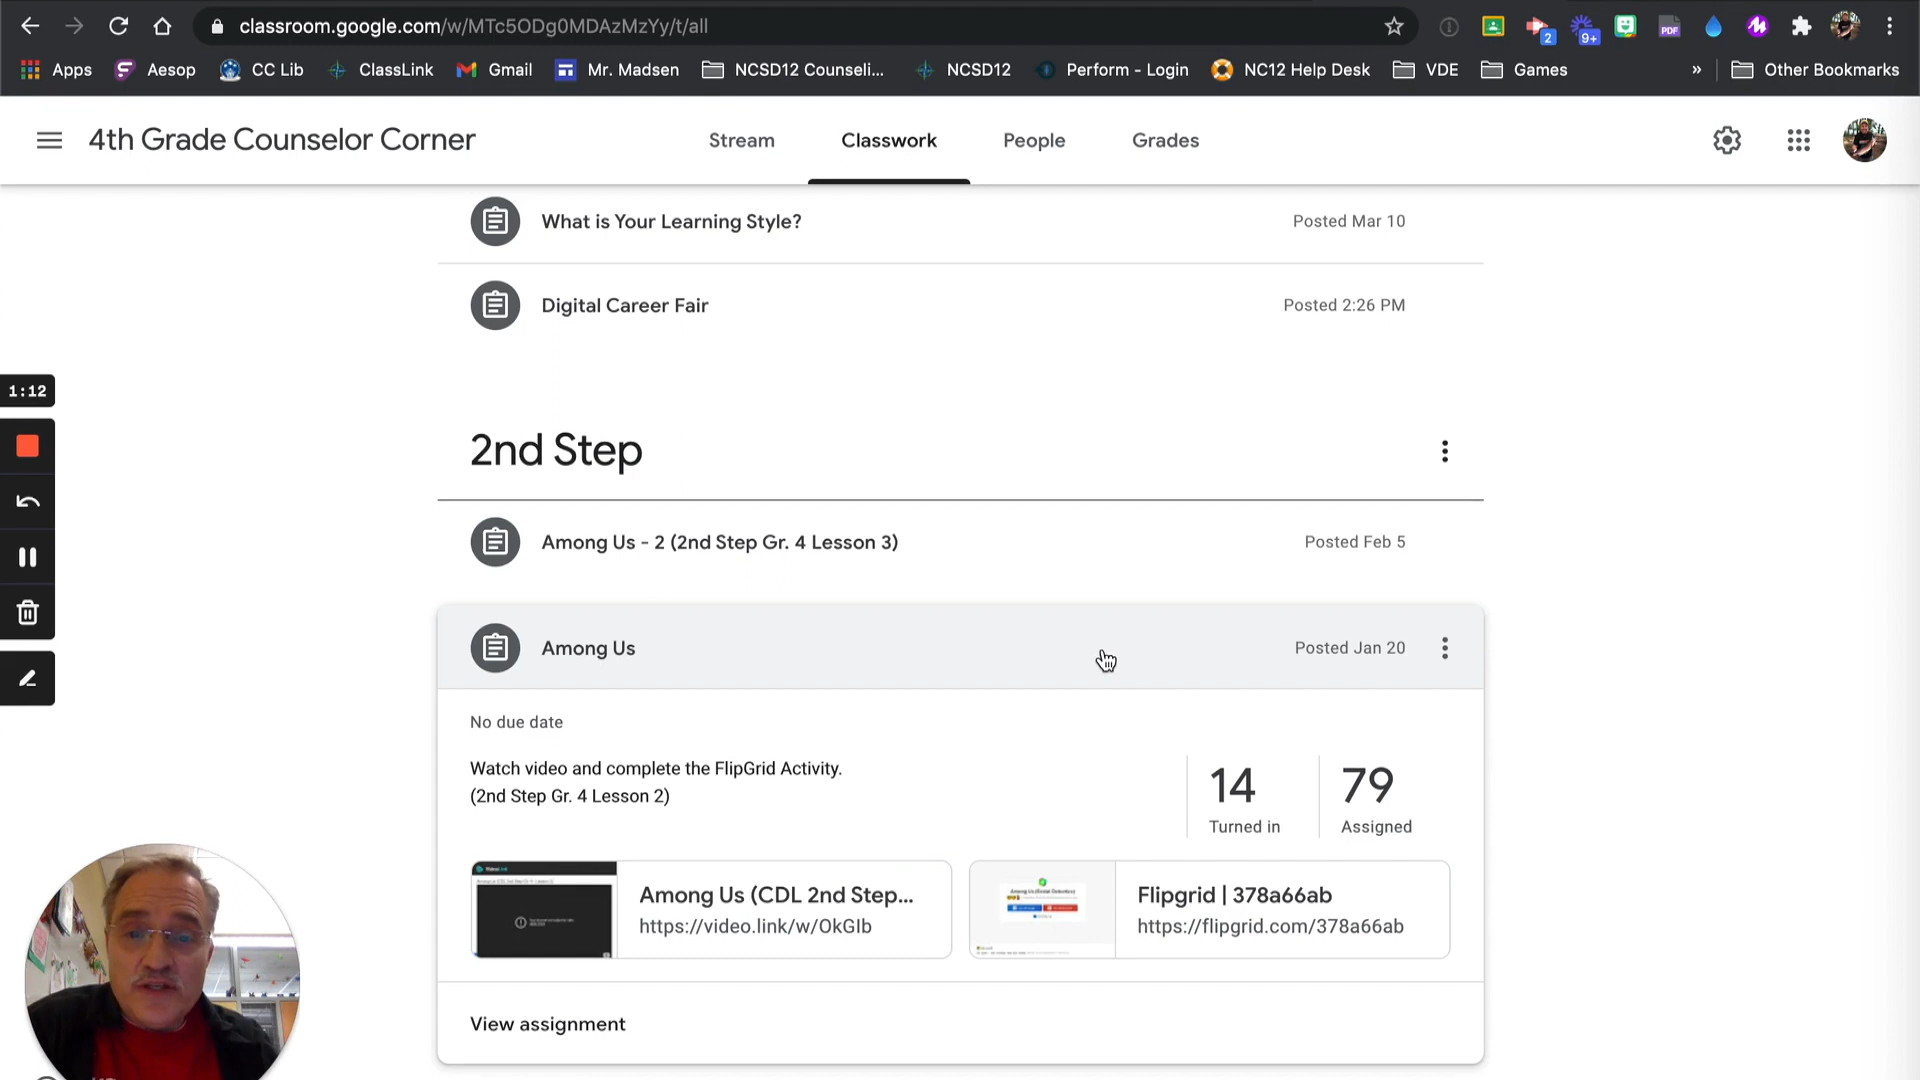 classroom.google.com/w/MTc5ODg0MDAzMzYy/t/all
2
9+
PDF
Apps
Aesop
CC Lib
ClassLink
Gmail
Mr. Madsen
NCSD12 Counseli...
NCSD12
Perform - Login
NC12 Help Desk
VDE
Games
»
Other Bookmarks
4th Grade Counselor Corner
Stream
Classwork
People
Grades
What is Your Learning Style?
Posted Mar 10
Digital Career Fair
Posted 2:26 PM
1:12
2nd Step
Among Us - 2 (2nd Step Gr. 4 Lesson 3)
Posted Feb 5
Among Us
Posted Jan 20
No due date
Watch video and complete the FlipGrid Activity.
(2nd Step Gr. 4 Lesson 2)
14
Turned in
79
Assigned
Among Us (CDL 2nd Step...
https://video.link/w/OkGIb
Flipgrid | 378a66ab
https://flipgrid.com/378a66ab
View assignment